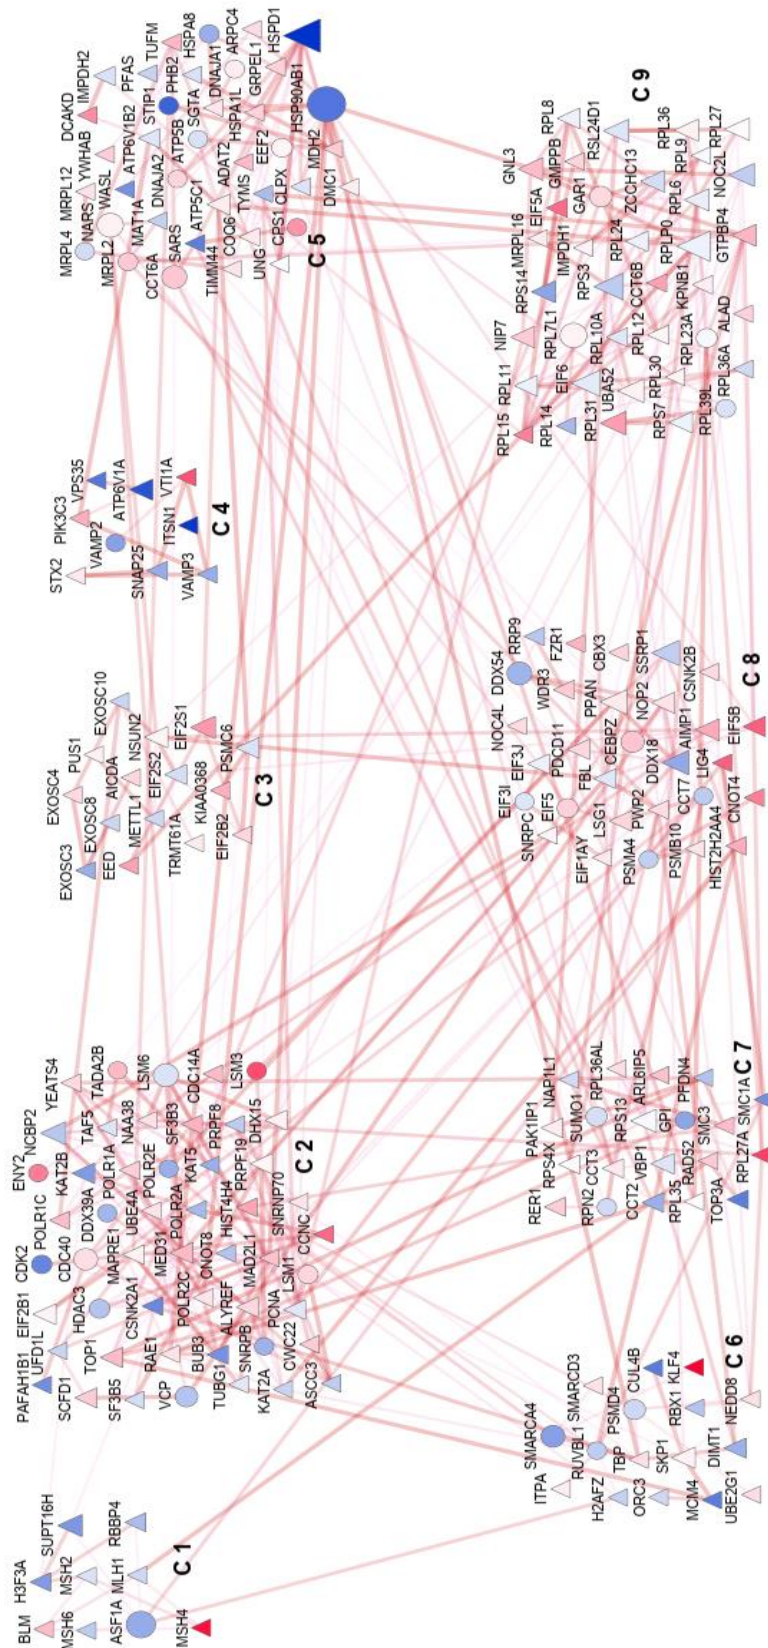 C 1
BLM
H3F3A
SUPT16H
MSH6
MSH2
ASF1A
MLH1
RBBP4
MSH4
C 2
PAFAH1B1
EIF2B1
CDK2
POLR1C
ENY2
NCBP2
YEATS4
SCFD1
UFD1L
CDC40
KAT2B
TAF5
TADA2B
TOP1
HDAC3
DDX39A
POLR1A
NAA38
LSM6
SF3B5
MAPRE1
UBE4A
POLR2E
SF3B3
CDC14A
RAE1
CSNK2A1
MED31
KAT5
PRPF8
LSM3
VCP
POLR2C
POLR2A
PRPF19
DHX15
BUB3
CNOT8
HIST4H4
TUBG1
ALYREF
MAD2L1
SNRNP70
SNRPB
PCNA
LSM1
CCNC
KAT2A
CWC22
ASCC3
C 3
EXOSC3
EXOSC4
PUS1
EXOSC10
EXOSC8
AICDA
NSUN2
EED
METTL1
EIF2S2
EIF2S1
TRMT61A
KIAA0368
PSMC6
EIF2B2
C 4
STX2
PIK3C3
VPS35
VAMP2
ATP6V1A
SNAP25
ITSN1
VTI1A
VAMP3
C 5
MRPL4
MRPL12
DCAKD
IMPDH2
NARS
YWHAB
PFAS
TUFM
MRPL2
WASL
ATP6V1B2
STIP1
PHB2
HSPA8
MAT1A
DNAJA2
ATP5B
SGTA
DNAJA1
ARPC4
CCT6A
SARS
ATP5C1
ADAT2
HSPA1L
GRPEL1
HSPD1
TIMM44
COQ6
TYMS
EEF2
HSP90AB1
UNG
CPS1
CLPX
MDH2
DMC1
C 6
ITPA
SMARCA4
SMARCD3
H2AFZ
RUVBL1
PSMD4
CUL4B
ORC3
TBP
RBX1
KLF4
MCM4
SKP1
UBE2G1
DIMT1
NEDD8
C 7
RER1
PAK1IP1
NAP1L1
RPS4X
SUMO1
RPL36AL
RPN2
CCT3
RPS13
ARL6IP5
CCT2
VBP1
GPI
PFDN4
RPL35
RAD52
SMC3
TOP3A
RPL27A
SMC1A
C 8
NOC4L
DDX54
RRP9
EIF3I
EIF3J
WDR3
FZR1
SNRPC
PDCD11
PPAN
CBX3
EIF5
FBL
CEBPZ
NOP2
SSRP1
EIF1AY
LSG1
CSNK2B
PSMA4
PWP2
DDX18
AIMP1
PSMB10
CCT7
LIG4
EIF5B
HIST2H2AA4
CNOT4
C 9
GNL3
RPL8
MRPL16
EIF5A
GMPPB
RSL24D1
RPS14
IMPDH1
GAR1
RPL36
NIP7
RPS3
RPL24
ZCCHC13
RPL9
RPL27
RPL11
RPL7L1
CCT6B
RPLP0
RPL6
NOC2L
RPL15
EIF6
RPL10A
RPL12
KPNB1
GTPBP4
RPL14
UBA52
RPL30
RPL23A
ALAD
RPL31
RPS7
RPL36A
RPL39L